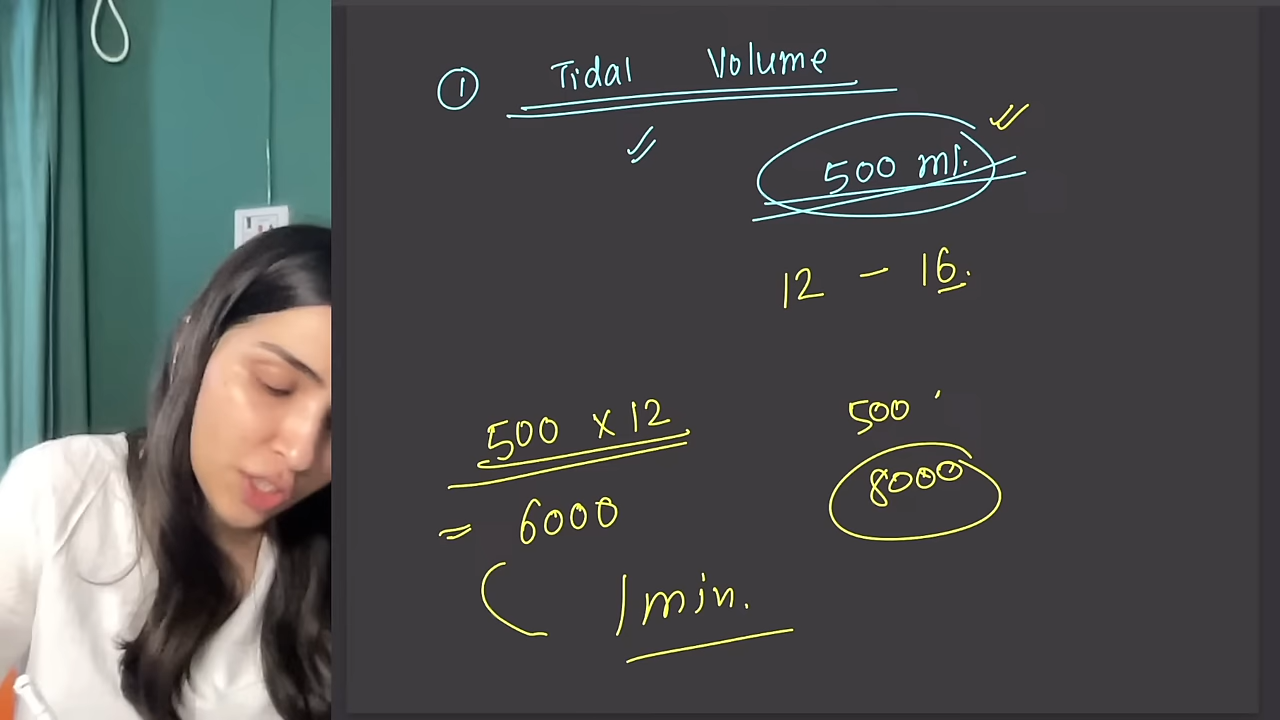 ① Tidal Volume
500 ml.
12 - 16.
500 x 12
= 6000
1 min.
500
8000